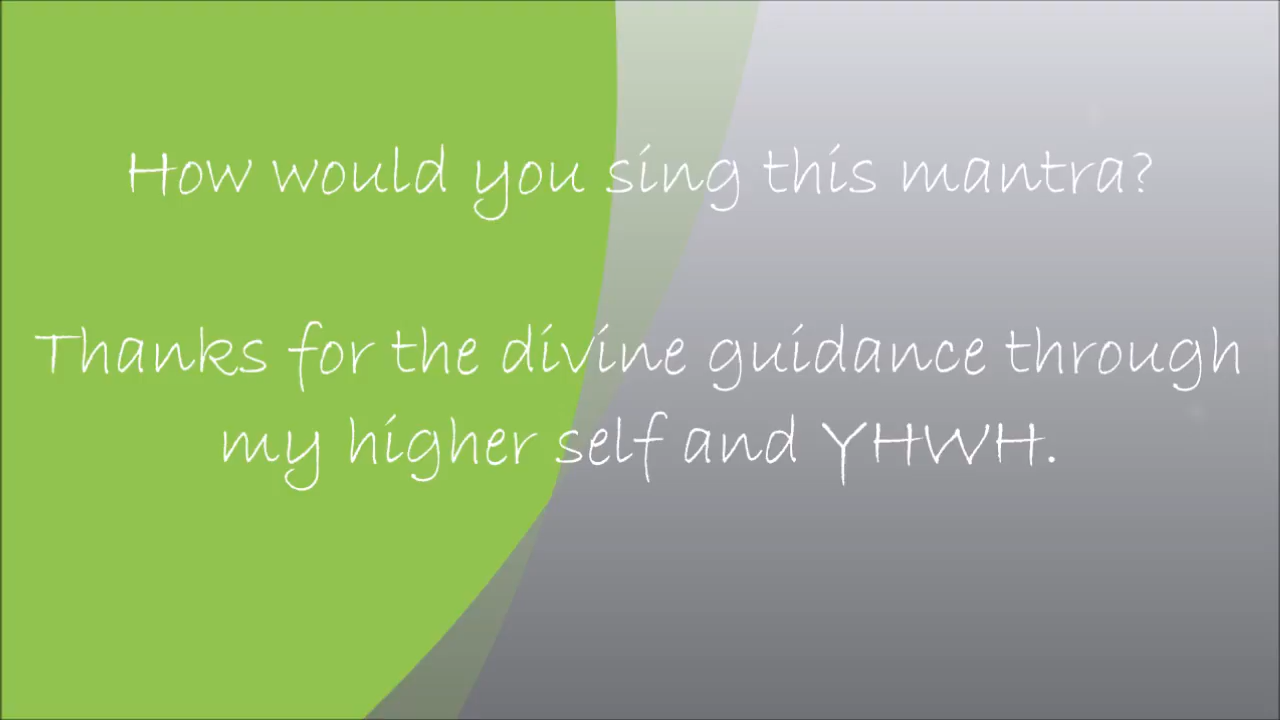 How would you sing this mantra?
Thanks for the divine guidance through
my higher self and YHWH.